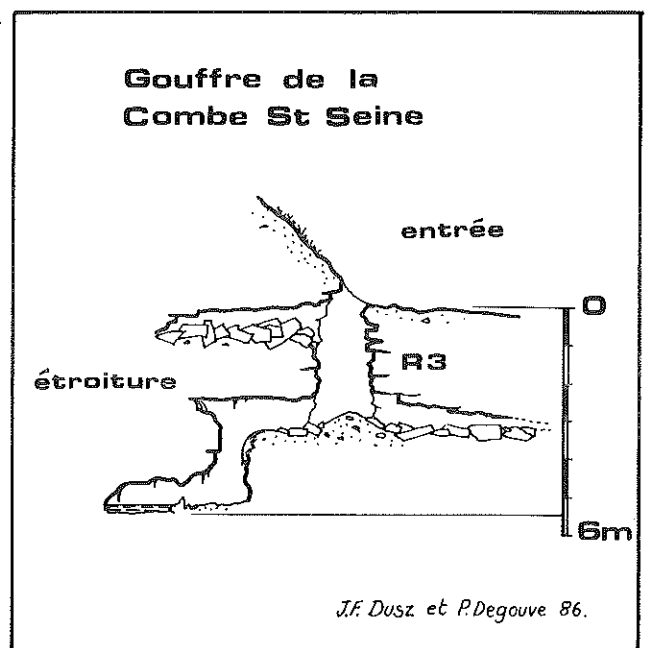 Gouffre de la
Combe St Seine
entrée
0
R3
étroiture
6m
J.F. Dusz et P. Degouve 86.